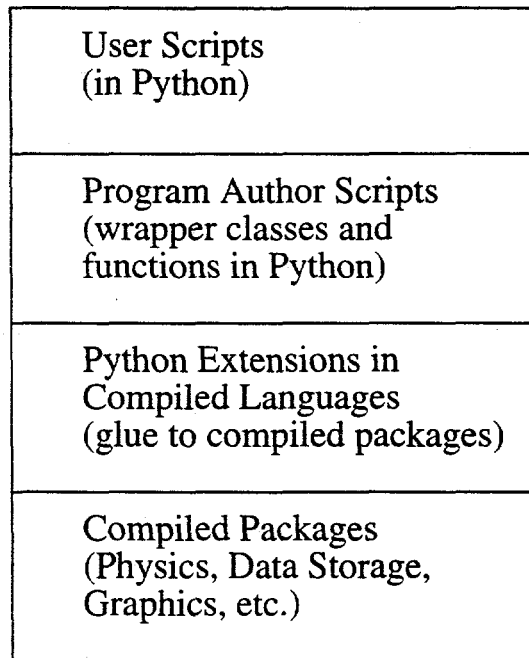 User Scripts
(in Python)
Program Author Scripts
(wrapper classes and
functions in Python)
Python Extensions in
Compiled Languages
(glue to compiled packages)
Compiled Packages
(Physics, Data Storage,
Graphics, etc.)